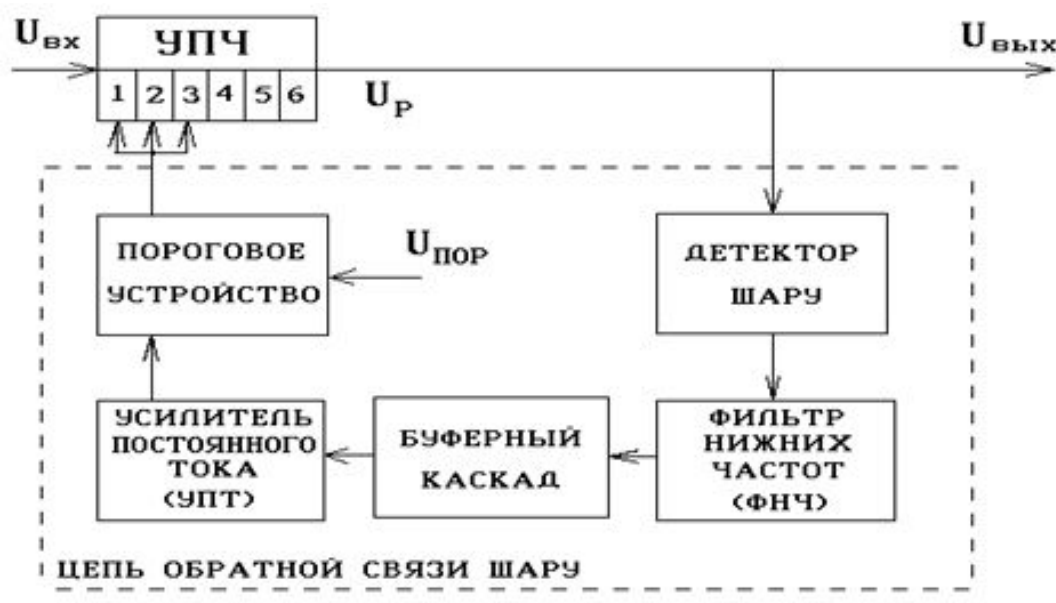 Uвх
УПЧ
Uвых
1 2 3 4 5 6
Uр
ПОРОГОВОЕ
УСТРОЙСТВО
Uпор
ДЕТЕКТОР
ШАРУ
УСИЛИТЕЛЬ
ПОСТОЯННОГО
ТОКА
(УПТ)
БУФЕРНЫЙ
КАСКАД
ФИЛЬТР
НИЖНИХ
ЧАСТОТ
(ФНЧ)
ЦЕПЬ ОБРАТНОЙ СВЯЗИ ШАРУ